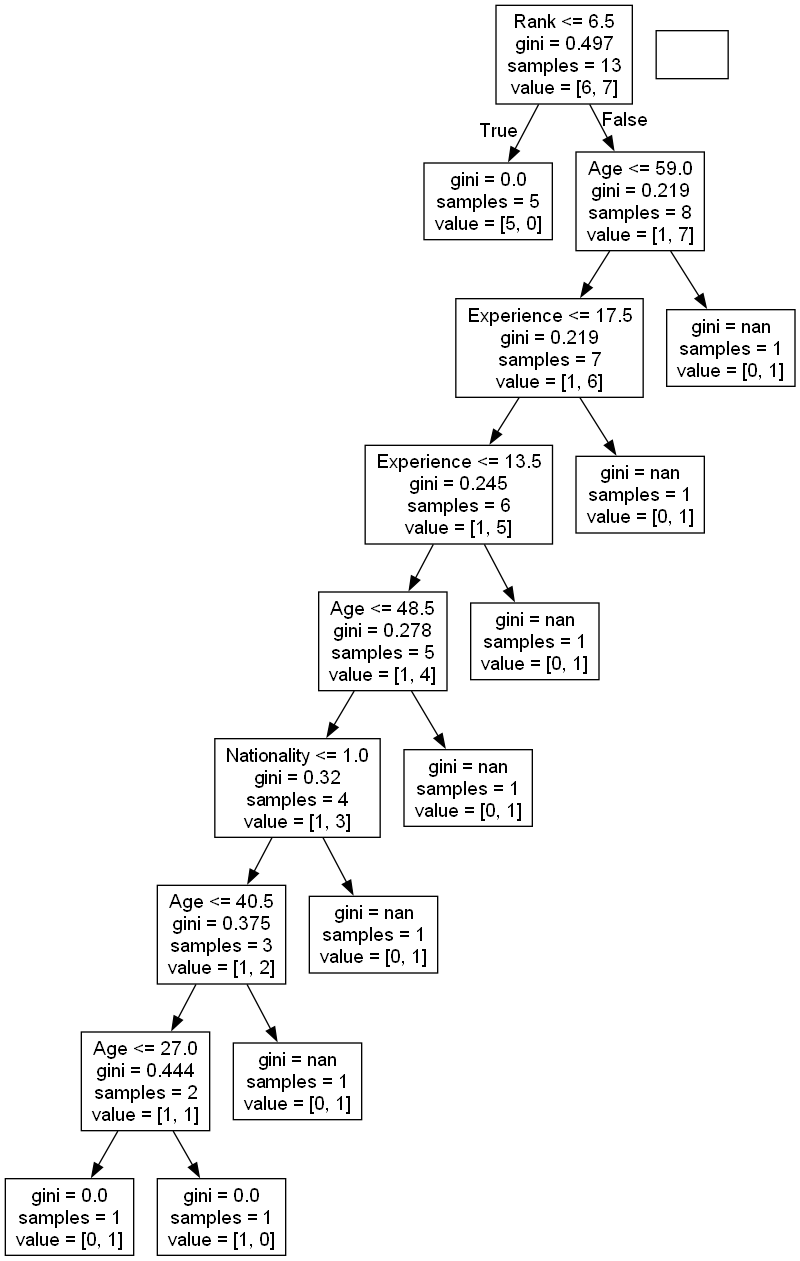 Rank <= 6.5
gini = 0.497
samples = 13
value = [6, 7]
True
False
gini = 0.0
samples = 5
value = [5, 0]
Age <= 59.0
gini = 0.219
samples = 8
value = [1, 7]
Experience <= 17.5
gini = 0.219
samples = 7
value = [1, 6]
gini = nan
samples = 1
value = [0, 1]
Experience <= 13.5
gini = 0.245
samples = 6
value = [1, 5]
gini = nan
samples = 1
value = [0, 1]
Age <= 48.5
gini = 0.278
samples = 5
value = [1, 4]
gini = nan
samples = 1
value = [0, 1]
Nationality <= 1.0
gini = 0.32
samples = 4
value = [1, 3]
gini = nan
samples = 1
value = [0, 1]
Age <= 40.5
gini = 0.375
samples = 3
value = [1, 2]
gini = nan
samples = 1
value = [0, 1]
Age <= 27.0
gini = 0.444
samples = 2
value = [1, 1]
gini = nan
samples = 1
value = [0, 1]
gini = 0.0
samples = 1
value = [0, 1]
gini = 0.0
samples = 1
value = [1, 0]